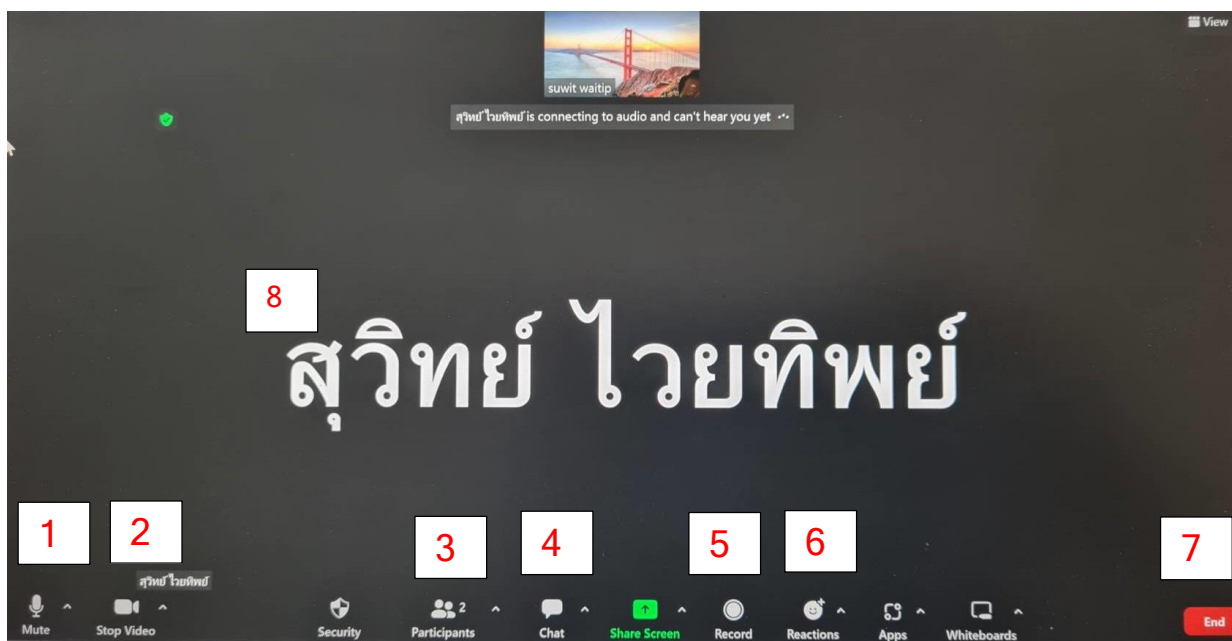 View
suwit waitip
สุวิทย์ ไวยทิพย์ is connecting to audio and can't hear you yet
8
สุวิทย์ ไวยทิพย์
1
2
3
4
5
6
7
สุวิทย์ ไวยทิพย์
2
Mute
Stop Video
Security
Participants
Chat
Share Screen
Record
Reactions
Apps
Whiteboards
End